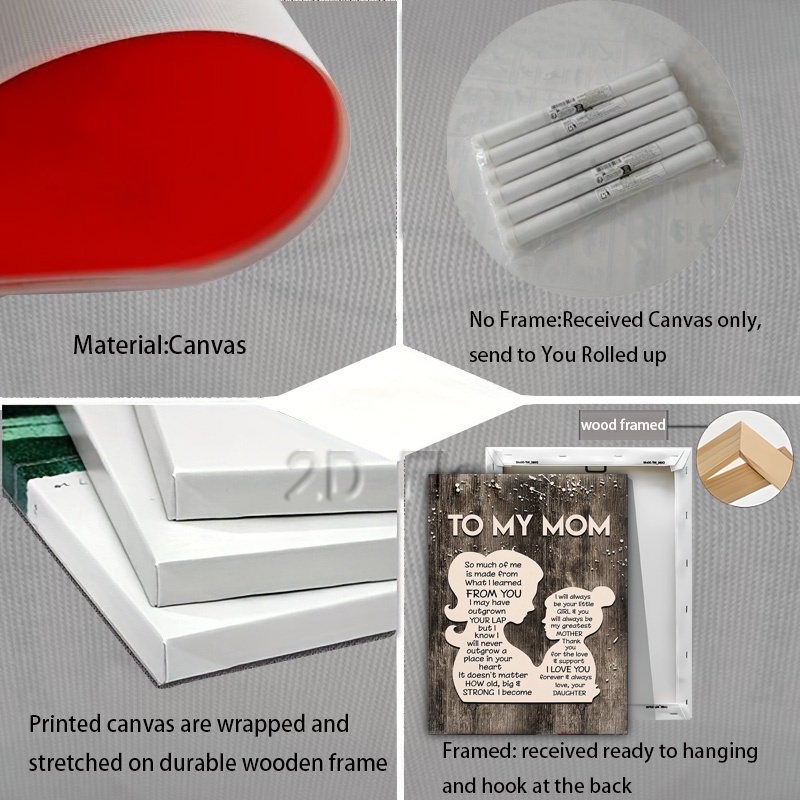 Material:Canvas
No Frame:Received Canvas only,
send to You Rolled up
2D
Printed canvas are wrapped and
stretched on durable wooden frame
wood framed
TO MY MOM
So much of me
is made from
What I learned
FROM YOU
I may have
outgrown
YOUR LAP
but I
know I
will never
outgrow a
place in your
heart
It doesn't matter
HOW old, big &
STRONG I become
I will always
be your little
GIRL & you
will always be
my greatest
MOTHER
Thank
you
for the love
& support
I LOVE YOU
forever & always
love, your
DAUGHTER
Framed: received ready to hanging
and hook at the back